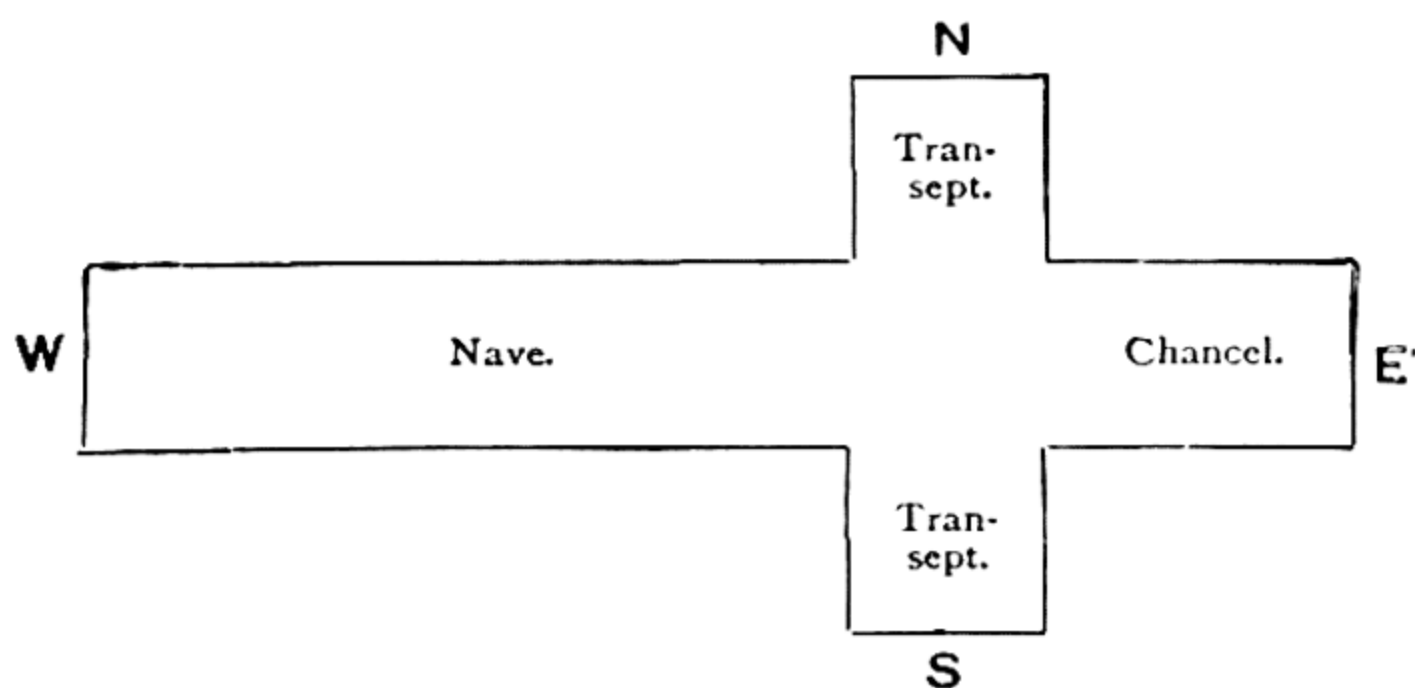 N
Tran-
sept.
W
Nave.
Chancel.
E
Tran-
sept.
S